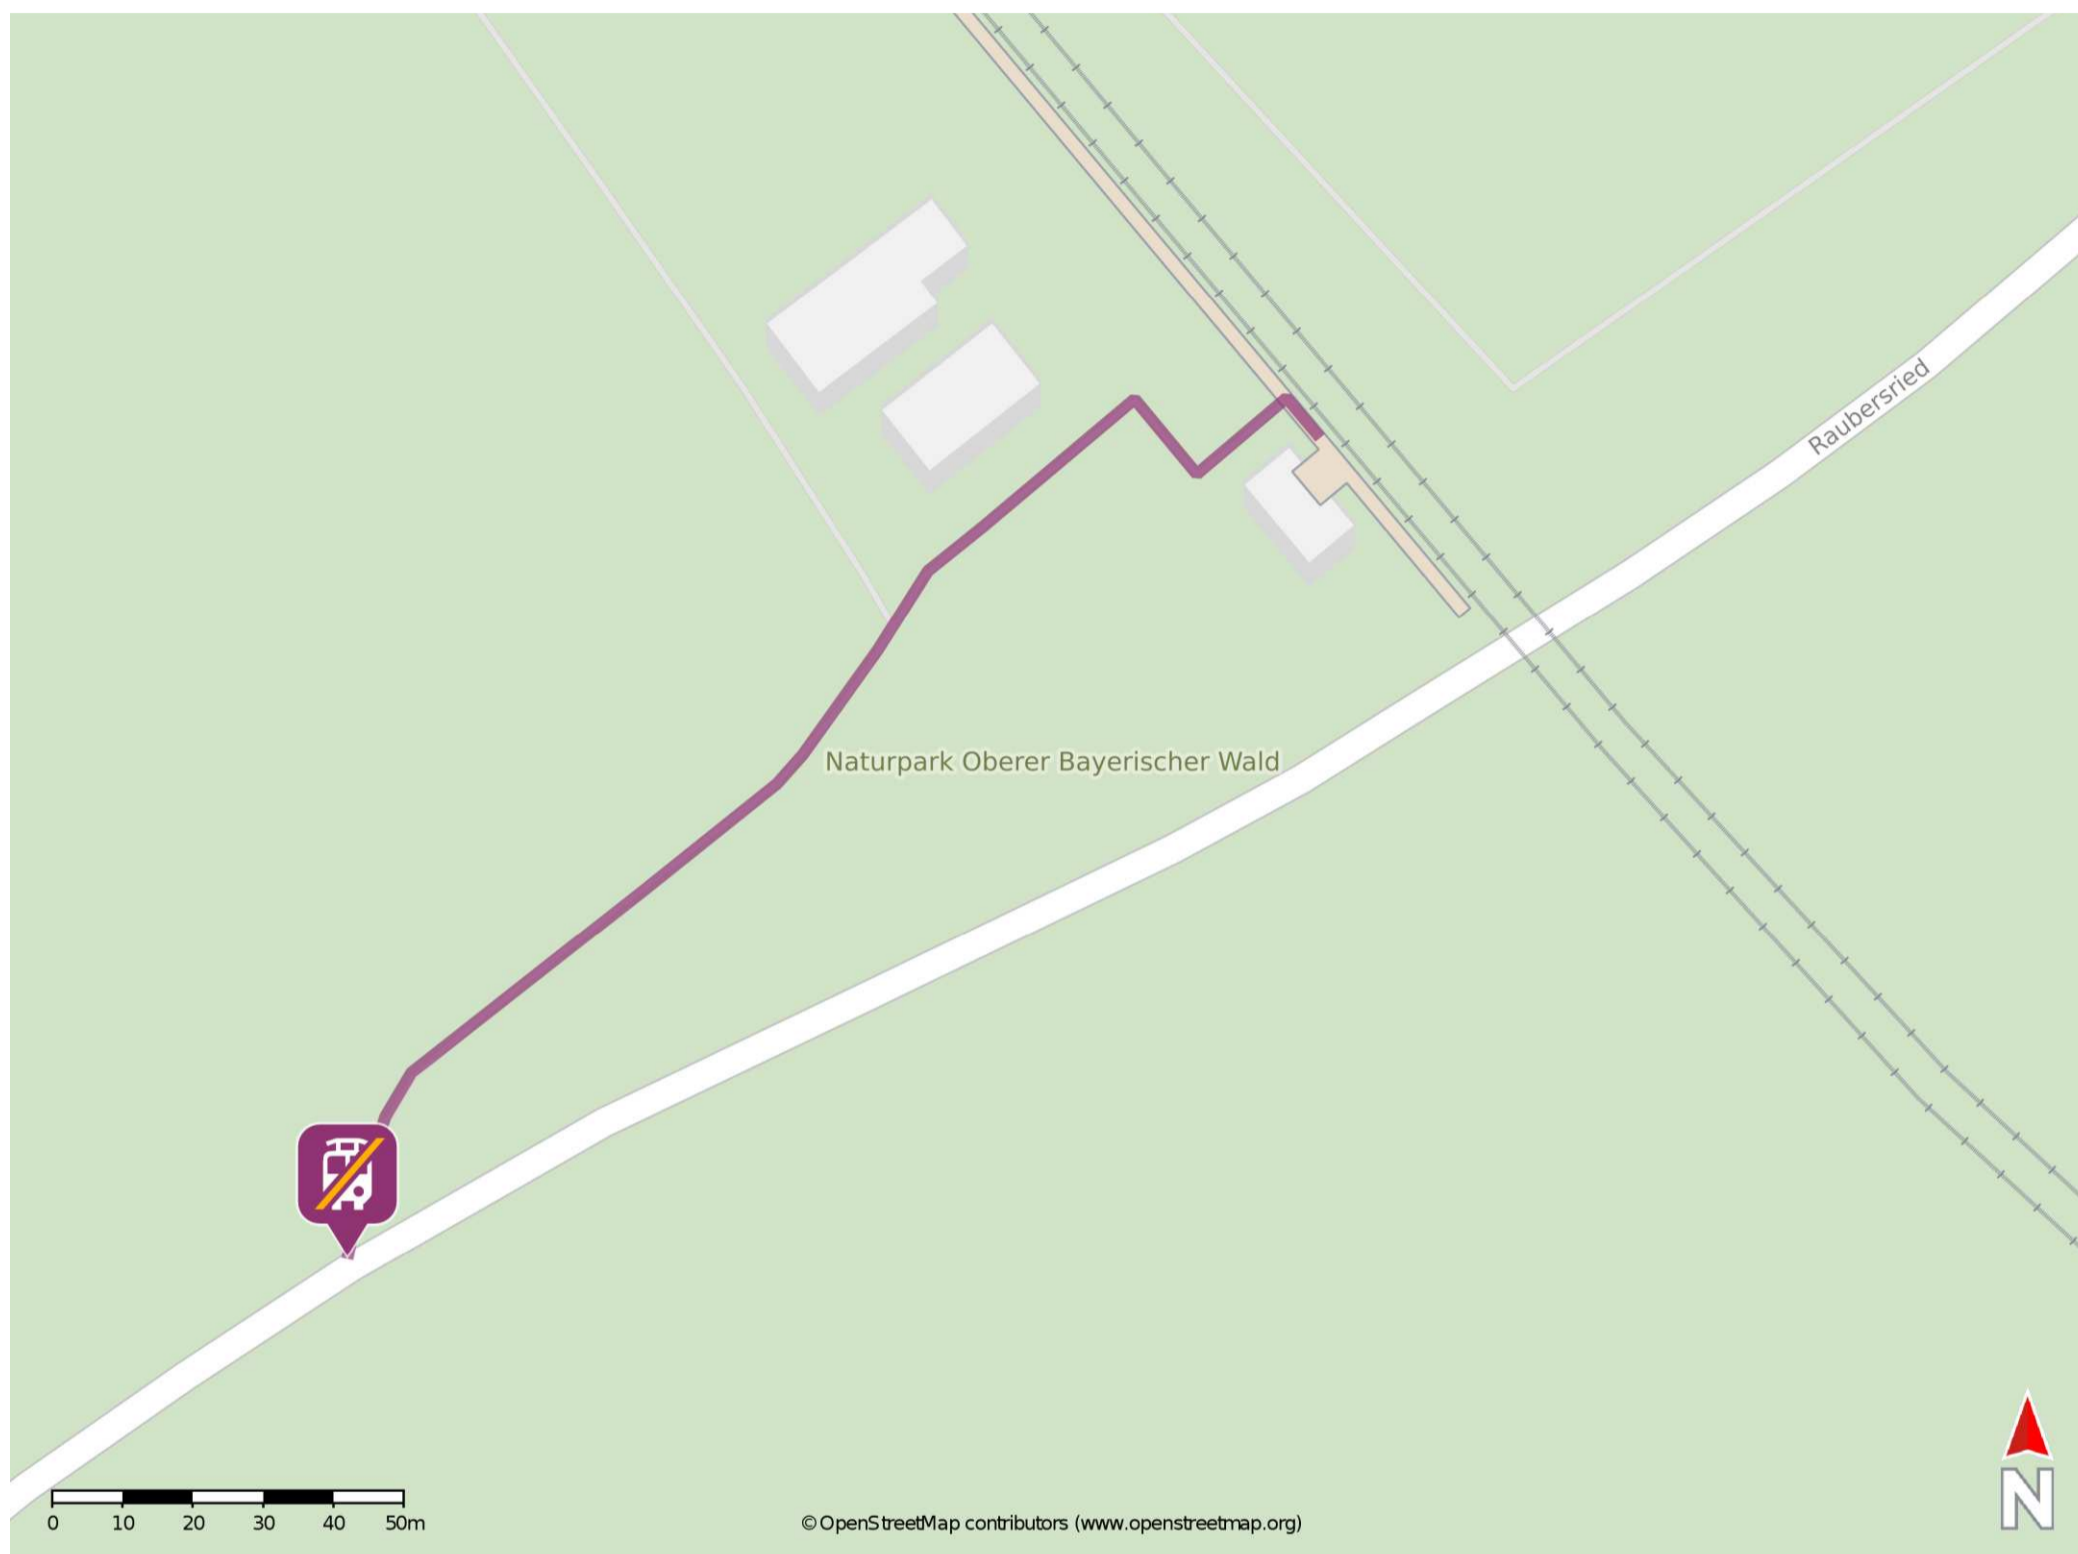 Raubersried
Naturpark Oberer Bayerischer Wald
0 10 20 30 40 50m
© OpenStreetMap contributors (www.openstreetmap.org)
N